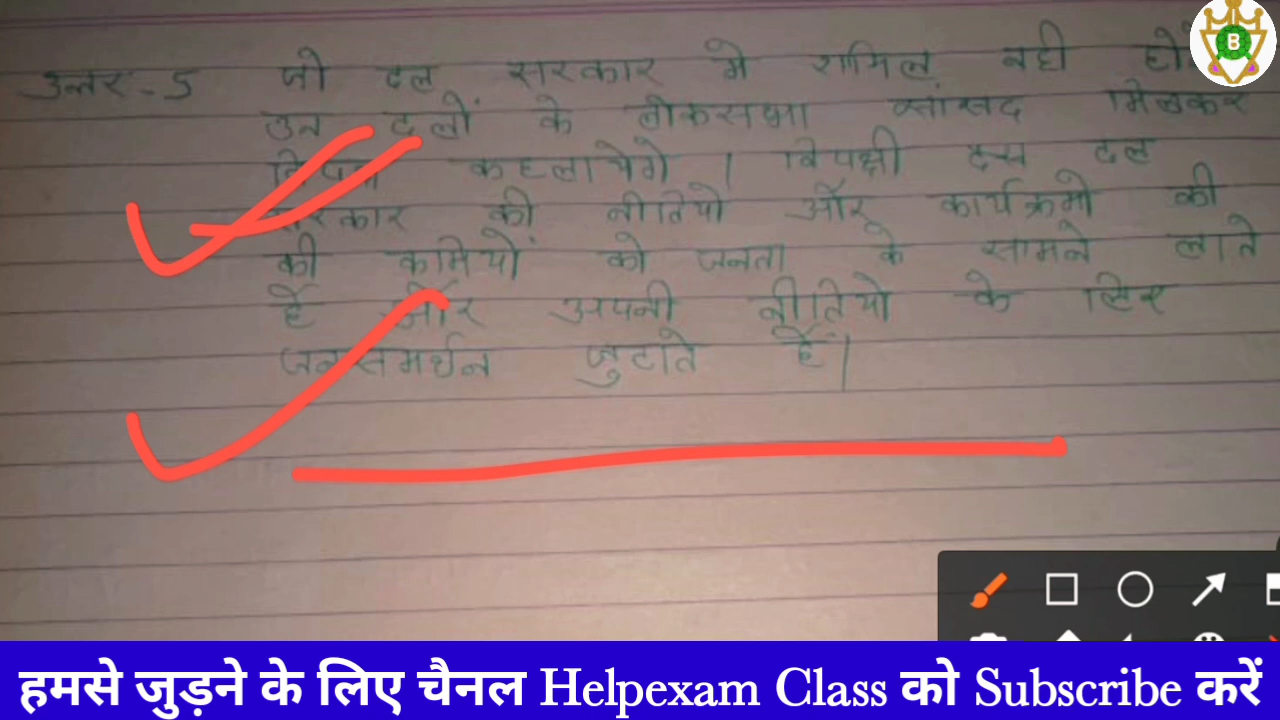 उत्तर-5 जो दल सरकार मे शामिल नही होते
उन दलों के लोकसभा सांसद मिलकर
कहलायेगे । विपक्षी दल
सरकार की नीतियो और कार्यक्रमो की
की कमियों को जनता के सामने लाते
हैं और अपनी नीतियो के लिए
जनसमर्थन जुटाते हैं।
B
हमसे जुड़ने के लिए चैनल Helpexam Class को Subscribe करें